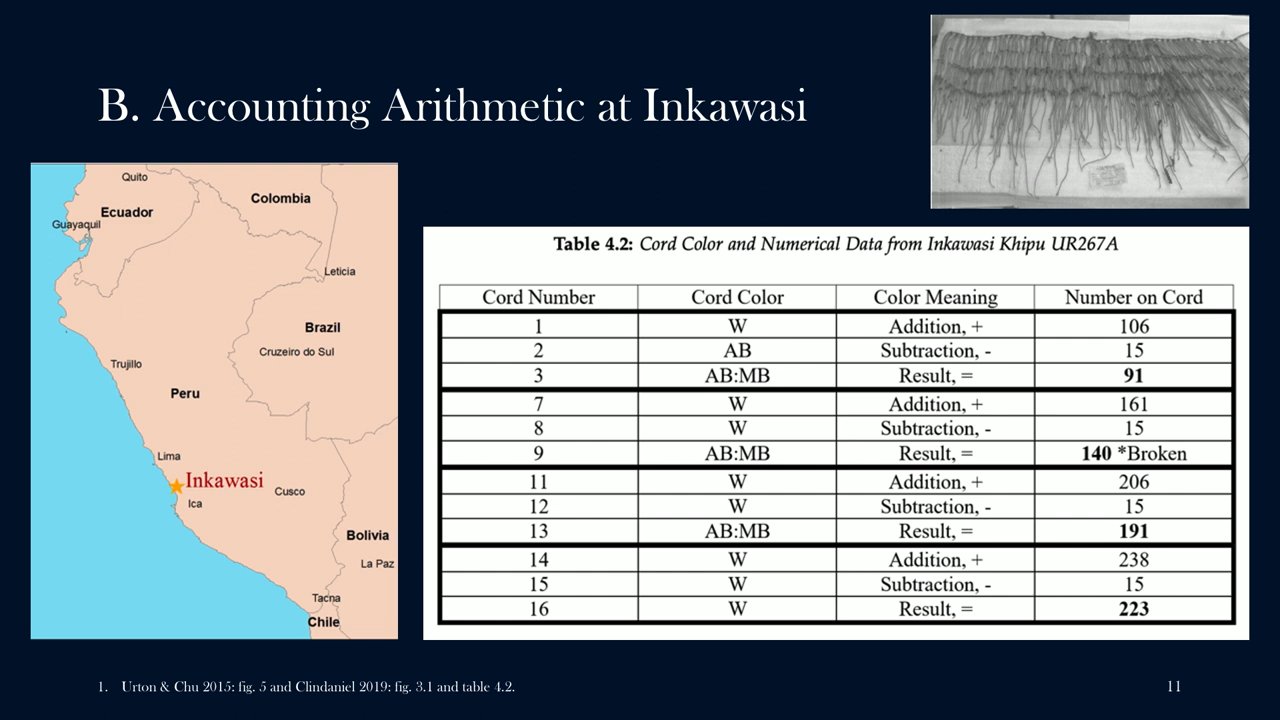 B. Accounting Arithmetic at Inkawasi
Quito
Colombia
Ecuador
Guayaquil
Leticia
Brazil
Cruzeiro do Sul
Trujillo
Peru
Lima
Inkawasi
Cusco
Ica
Bolivia
La Paz
Tacna
Chile
Table 4.2: Cord Color and Numerical Data from Inkawasi Khipu UR267A
Cord Number Cord Color Color Meaning Number on Cord
1 W Addition, + 106
2 AB Subtraction, - 15
3 AB:MB Result, = 91
7 W Addition, + 161
8 W Subtraction, - 15
9 AB:MB Result, = 140 *Broken
11 W Addition, + 206
12 W Subtraction, - 15
13 AB:MB Result, = 191
14 W Addition, + 238
15 W Subtraction, - 15
16 W Result, = 223
1. Urton & Chu 2015: fig. 5 and Clindaniel 2019: fig. 3.1 and table 4.2.
11